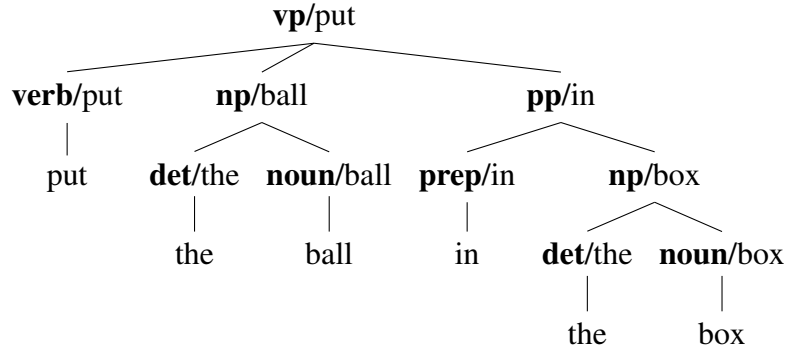 vp/put
verb/put np/ball pp/in
put det/the noun/ball prep/in np/box
the ball in det/the noun/box
the box